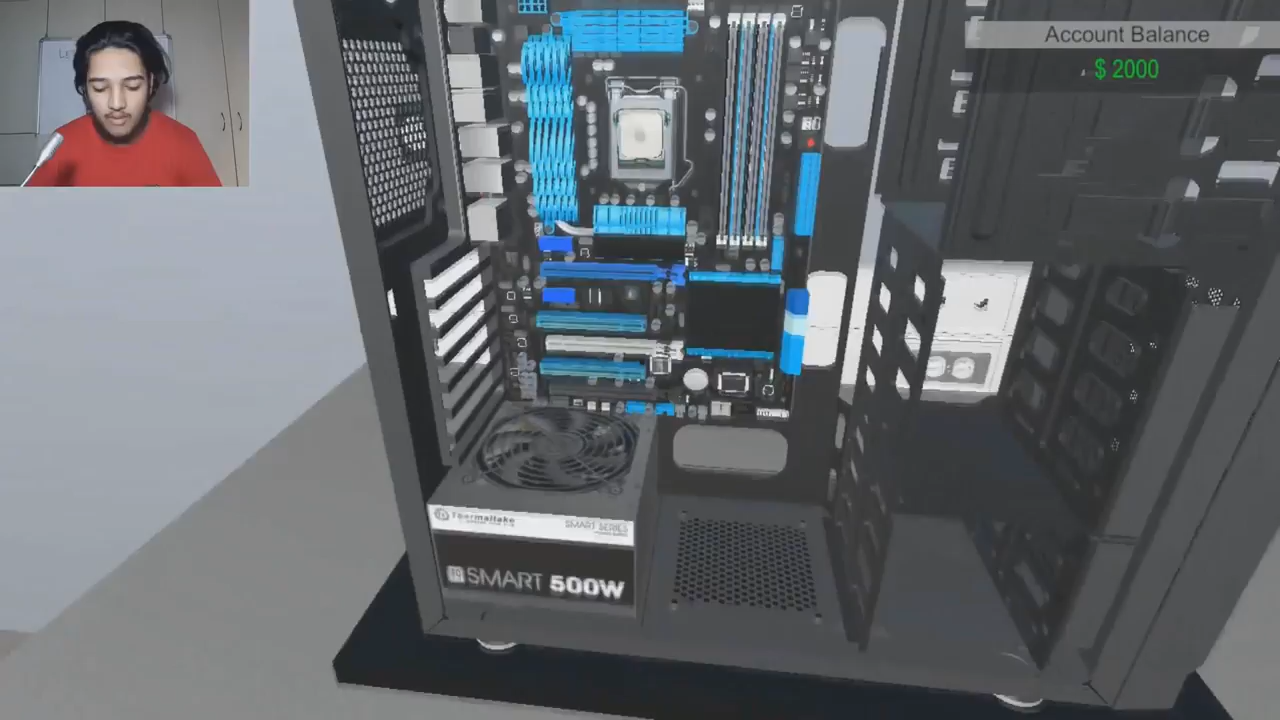 Account Balance
$ 2000
Thermaltake
SMART SERIES
SMART 500W